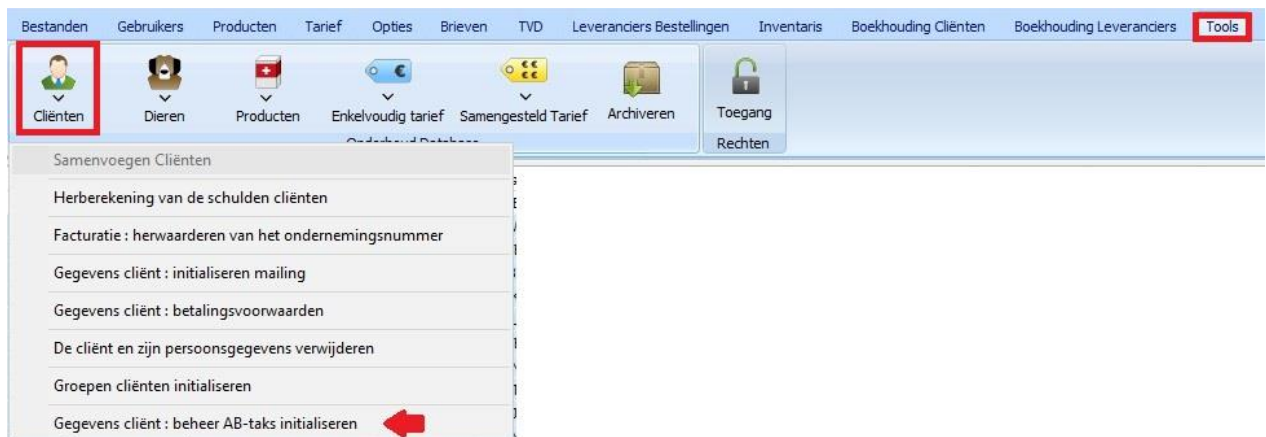 Bestanden Gebruikers Producten Tarief Opties Brieven TVD Leveranciers Bestellingen Inventaris Boekhouding Cliënten Boekhouding Leveranciers Tools
Cliënten Dieren Producten Enkelvoudig tarief Samengesteld Tarief Archiveren Toegang
Onderhoud Database Rechten
Samenvoegen Cliënten
Herberekening van de schulden cliënten
Facturatie : herwaarderen van het ondernemingsnummer
Gegevens cliënt : initialiseren mailing
Gegevens cliënt : betalingsvoorwaarden
De cliënt en zijn persoonsgegevens verwijderen
Groepen cliënten initialiseren
Gegevens cliënt : beheer AB-taks initialiseren